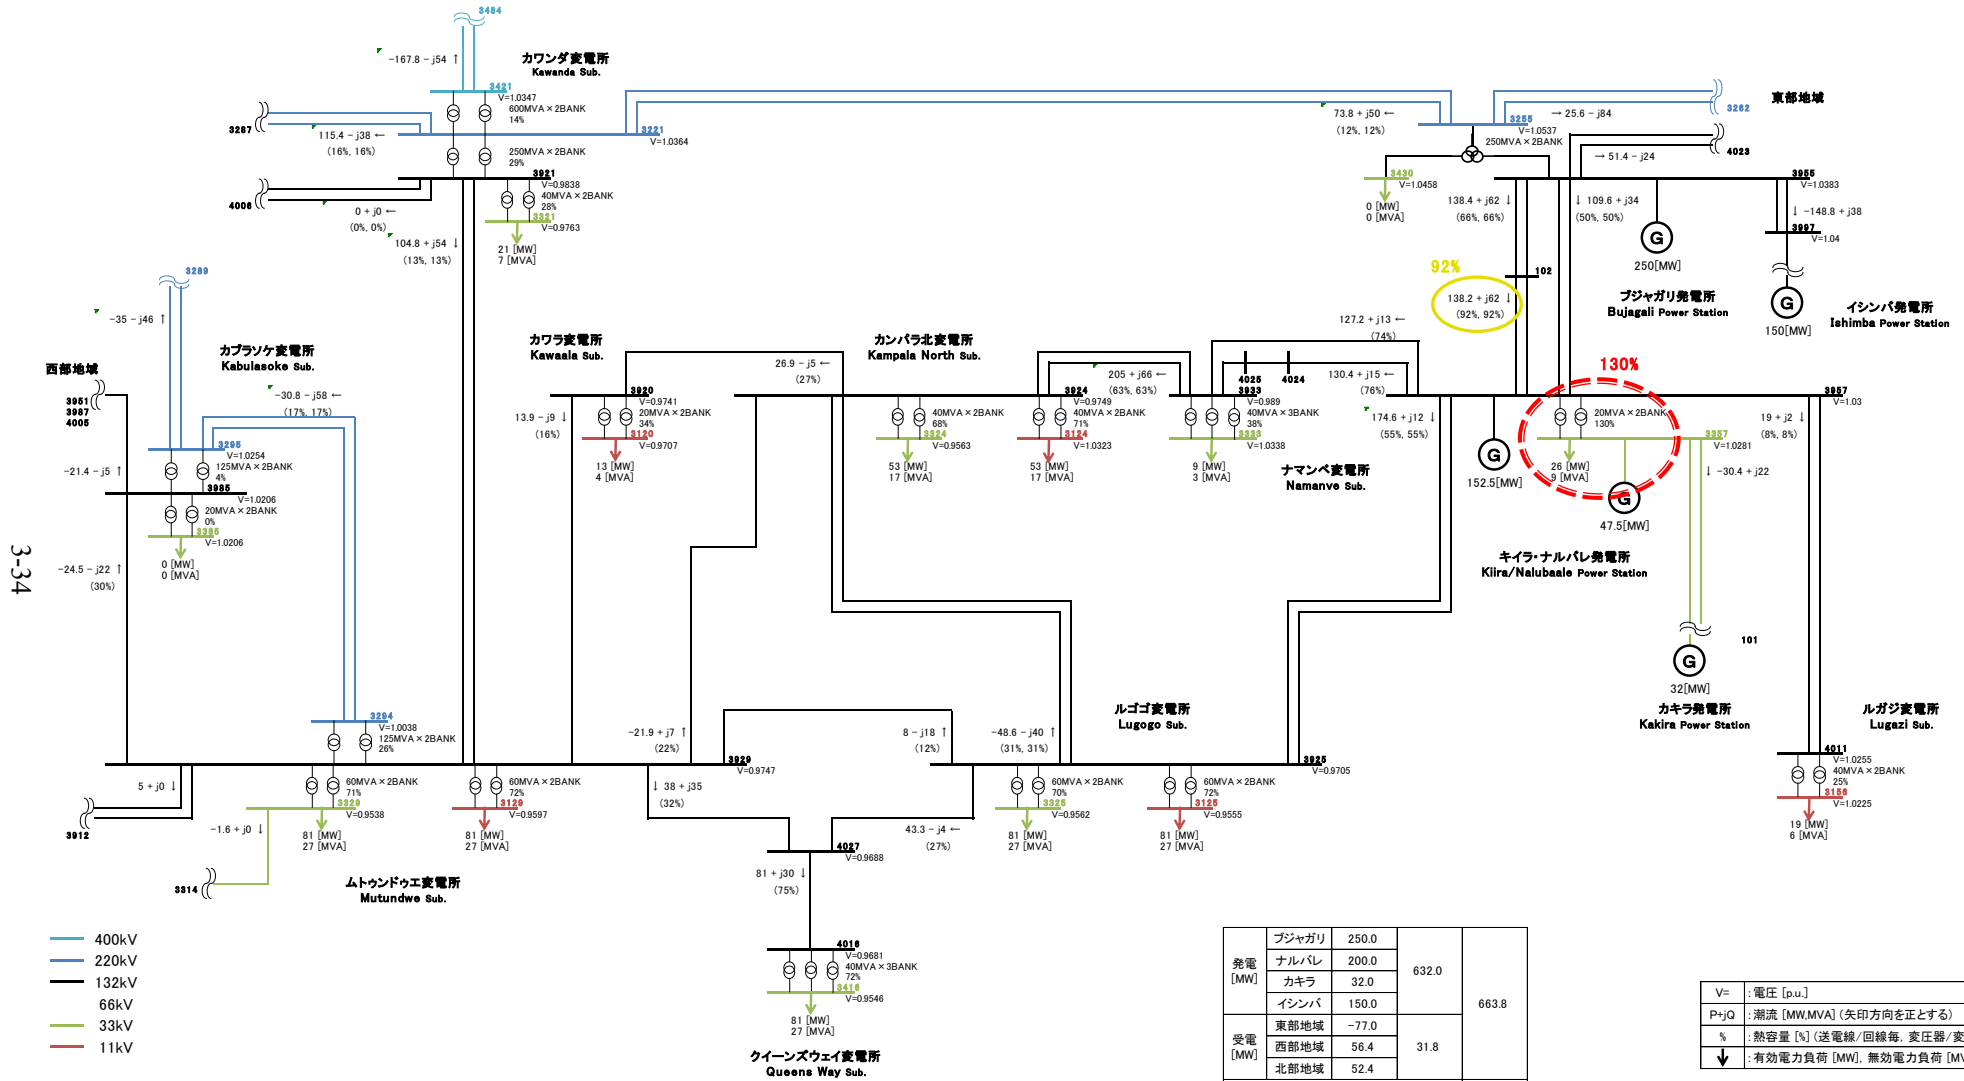 3484
-167.8 - j54 ↑
カワンダ変電所
Kawanda Sub.
3421
V=1.0347
600MVA × 2BANK
14%
3267
115.4 - j38 ←
(16%, 16%)
3221
V=1.0364
250MVA × 2BANK
29%
3921
V=0.9838
40MVA × 2BANK
28%
3321
V=0.9763
21 [MW]
7 [MVA]
4006
0 + j0 ←
(0%, 0%)
104.8 + j54 ↓
(13%, 13%)
73.8 + j50 ←
(12%, 12%)
3255
V=1.0537
250MVA × 2BANK
→ 25.6 - j84
3262
東部地域
4023
→ 51.4 - j24
3430
V=1.0458
0 [MW]
0 [MVA]
3955
V=1.0383
138.4 + j62 ↓
(66%, 66%)
↓ 109.6 + j34
(50%, 50%)
↓ -148.8 + j38
3997
V=1.04
G
250[MW]
ブジャガリ発電所
Bujagali Power Station
G
150[MW]
イシンバ発電所
Ishimba Power Station
92%
102
138.2 + j62 ↓
(92%, 92%)
3289
-35 - j46 ↑
カブラソケ変電所
Kabulasoke Sub.
西部地域
3951
3987
4005
-30.8 - j58 ←
(17%, 17%)
3295
V=1.0254
125MVA × 2BANK
4%
-21.4 - j5 ↑
3985
V=1.0206
20MVA × 2BANK
0%
3385
V=1.0206
0 [MW]
0 [MVA]
-24.5 - j22 ↑
(30%)
カワラ変電所
Kawaala Sub.
3920
V=0.9741
20MVA × 2BANK
34%
3120
V=0.9707
13 [MW]
4 [MVA]
13.9 - j9 ↓
(16%)
26.9 - j5 ←
(27%)
カンパラ北変電所
Kampala North Sub.
40MVA × 2BANK
68%
3324
V=0.9563
53 [MW]
17 [MVA]
3924
V=0.9749
40MVA × 2BANK
71%
3124
V=1.0323
53 [MW]
17 [MVA]
205 + j66 ←
(63%, 63%)
3933
V=0.989
40MVA × 3BANK
38%
3333
V=1.0338
9 [MW]
3 [MVA]
ナマンベ変電所
Namanve Sub.
4025
4024
127.2 + j13 ←
(74%)
130.4 + j15 ←
(76%)
174.6 + j12 ↓
(55%, 55%)
130%
3957
V=1.03
20MVA × 2BANK
130%
3357
V=1.0281
26 [MW]
9 [MVA]
G
152.5[MW]
G
47.5[MW]
19 + j2 ↓
(8%, 8%)
↓ -30.4 + j22
キイラ・ナルバレ発電所
Kiira/Nalubaale Power Station
101
G
32[MW]
カキラ発電所
Kakira Power Station
ルガジ変電所
Lugazi Sub.
4011
V=1.0255
40MVA × 2BANK
25%
3156
V=1.0225
19 [MW]
6 [MVA]
3294
V=1.0038
125MVA × 2BANK
26%
5 + j0 ↓
3912
60MVA × 2BANK
71%
3329
V=0.9538
81 [MW]
27 [MVA]
-1.6 + j0 ↓
3314
ムトゥンドゥエ変電所
Mutundwe Sub.
60MVA × 2BANK
72%
3129
V=0.9597
81 [MW]
27 [MVA]
-21.9 + j7 ↑
(22%)
3929
V=0.9747
↓ 38 + j35
(32%)
8 - j18 ↑
(12%)
-48.6 - j40 ↑
(31%, 31%)
ルゴゴ変電所
Lugogo Sub.
3925
V=0.9705
60MVA × 2BANK
70%
3325
V=0.9562
81 [MW]
27 [MVA]
60MVA × 2BANK
72%
3125
V=0.9555
81 [MW]
27 [MVA]
43.3 - j4 ←
(27%)
4027
V=0.9688
81 + j30 ↓
(75%)
4016
V=0.9681
40MVA × 3BANK
72%
3416
V=0.9546
81 [MW]
27 [MVA]
クイーンズウェイ変電所
Queens Way Sub.
3-34
400kV
220kV
132kV
66kV
33kV
11kV
発電 [MW] ブジャガリ 250.0 632.0 663.8
ナルバレ 200.0
カキラ 32.0
イシンバ 150.0
受電 [MW] 東部地域 -77.0 31.8
西部地域 56.4
北部地域 52.4
V= : 電圧 [p.u.]
P+jQ : 潮流 [MW,MVA] (矢印方向を正とする)
% : 熱容量 [%] (送電線/回線毎, 変圧器/変
↓ : 有効電力負荷 [MW], 無効電力負荷 [MV